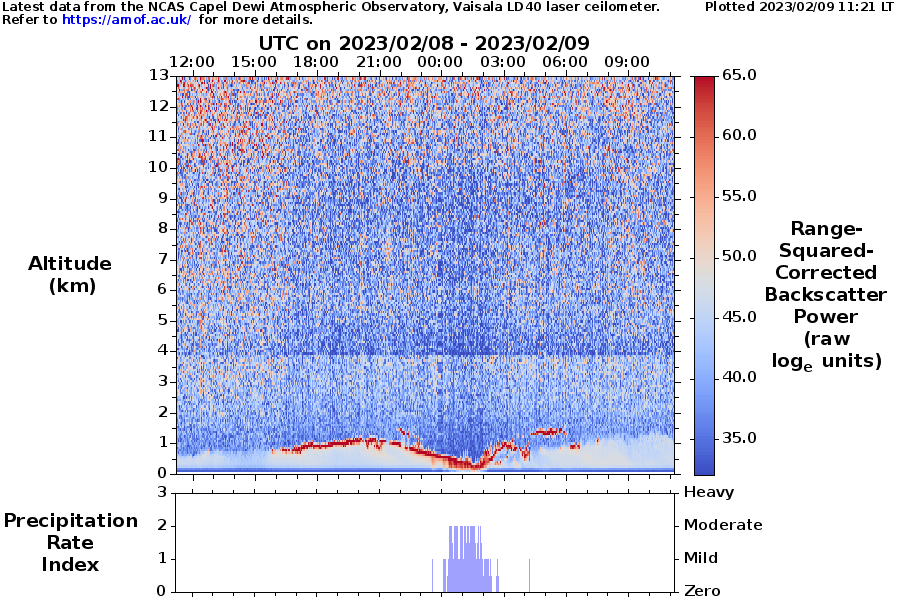 Latest data from the NCAS Capel Dewi Atmospheric Observatory, Vaisala LD40 laser ceilometer. Plotted 2023/02/09 11:21 LT
Refer to https://amof.ac.uk/ for more details.
UTC on 2023/02/08 - 2023/02/09
12:00 15:00 18:00 21:00 00:00 03:00 06:00 09:00
13
12
11
10
9
8
7
6
5
4
3
2
1
0
Altitude
(km)
65.0
60.0
55.0
50.0
45.0
40.0
35.0
Range-
Squared-
Corrected
Backscatter
Power
(raw
loge units)
3
2
1
0
Precipitation
Rate
Index
Heavy
Moderate
Mild
Zero